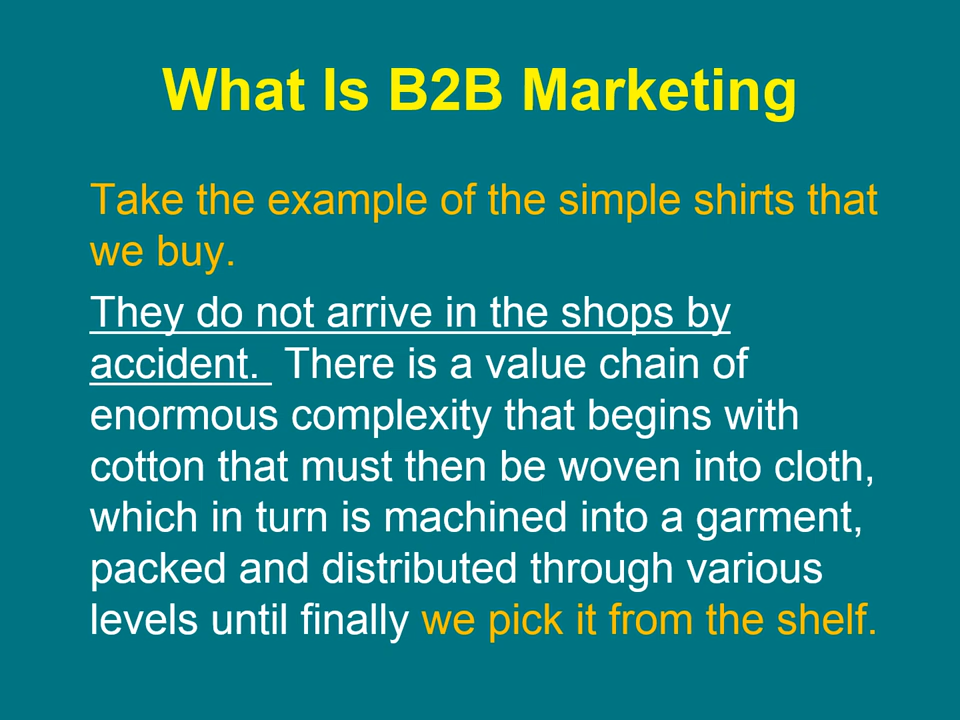 What Is B2B Marketing
Take the example of the simple shirts that
we buy.
They do not arrive in the shops by
accident.  There is a value chain of
enormous complexity that begins with
cotton that must then be woven into cloth,
which in turn is machined into a garment,
packed and distributed through various
levels until finally we pick it from the shelf.